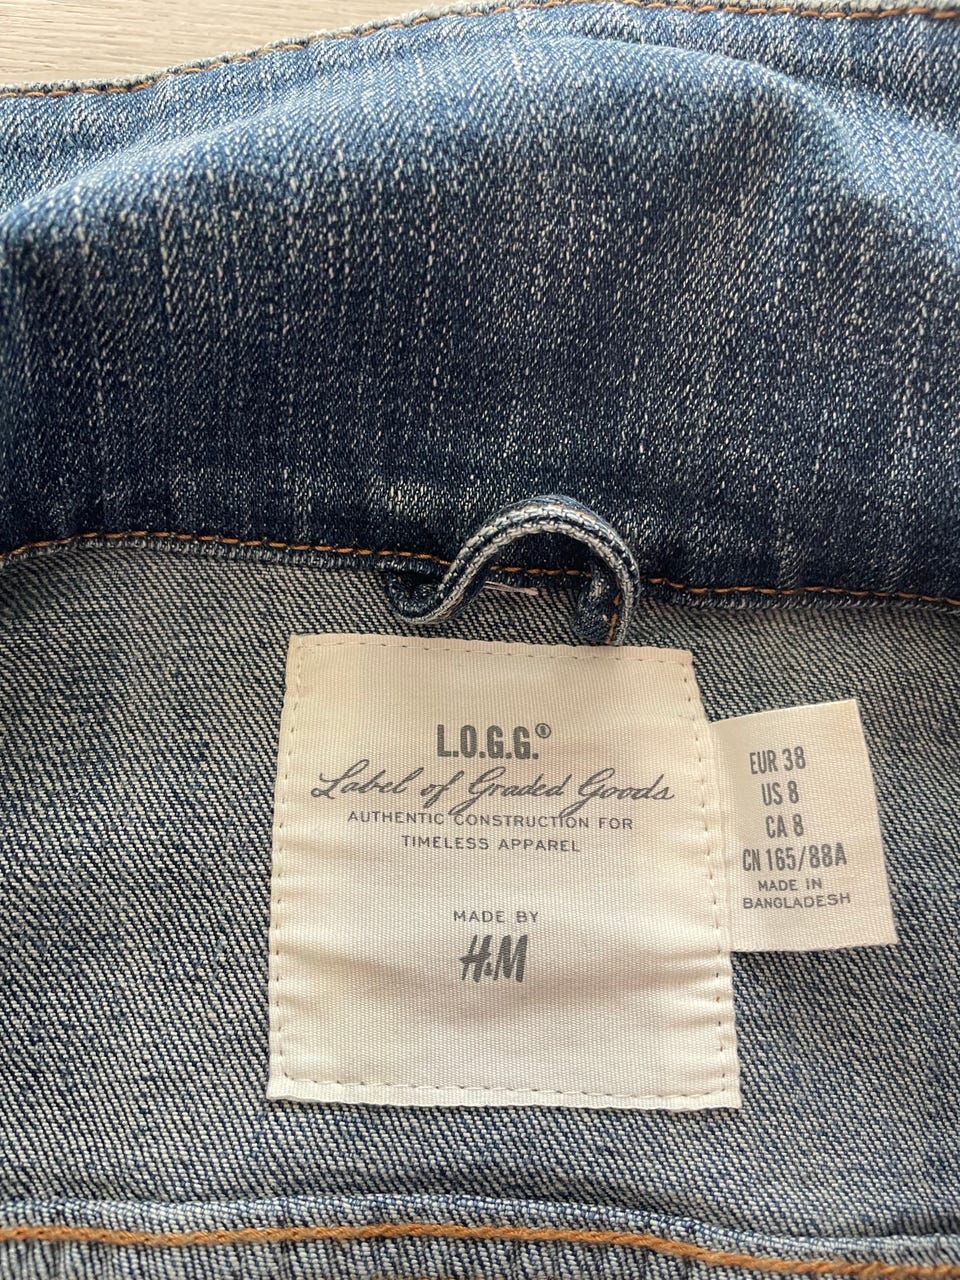 L.O.G.G.®
Label of Graded Goods
AUTHENTIC CONSTRUCTION FOR
TIMELESS APPAREL
MADE BY
H&M
EUR 38
US 8
CA 8
CN 165/88A
MADE IN
BANGLADESH